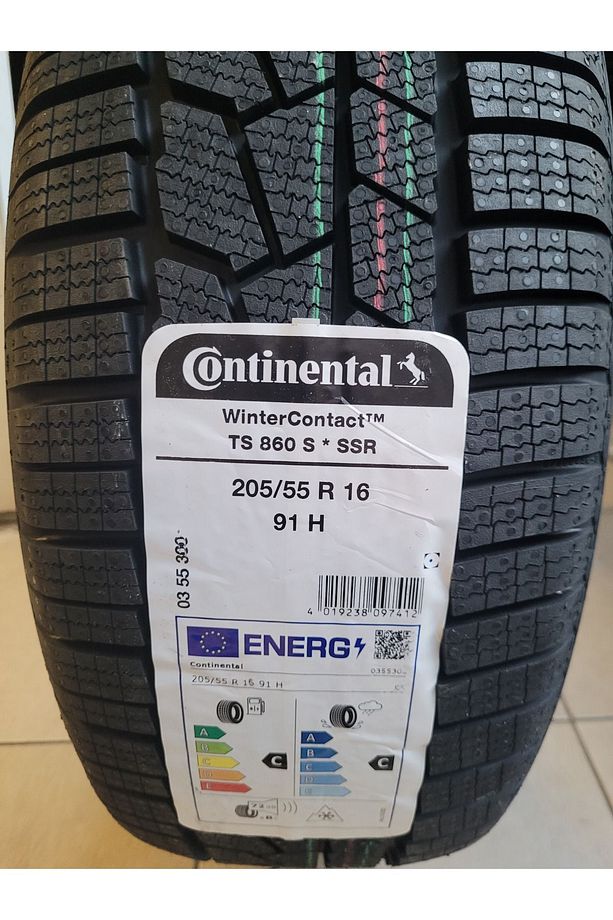 Continental
WinterContact™
TS 860 S * SSR
205/55 R 16
91 H
03 55 300
4 019238 097412
ENERG
Continental
205/55 R 16 91 H
A
B
C
D
E
C
A
B
C
D
E
C